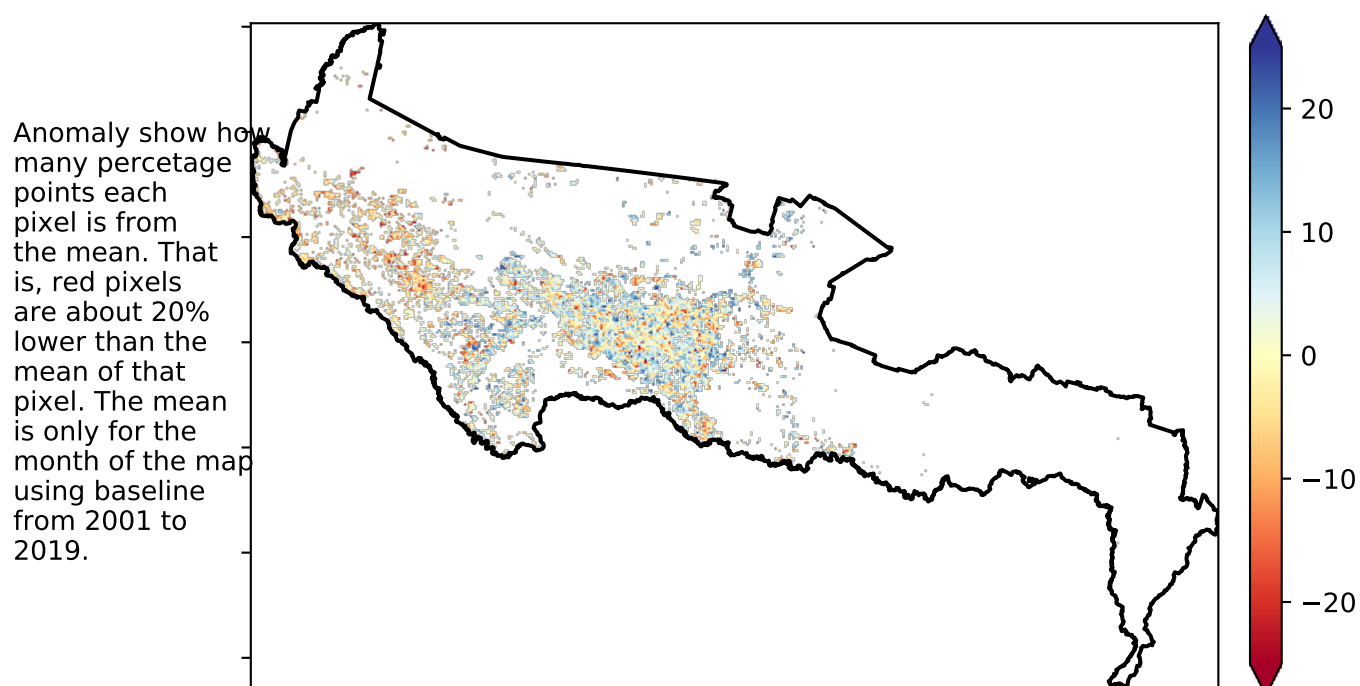 Anomaly show how
many percetage
points each
pixel is from
the mean. That
is, red pixels
are about 20%
lower than the
mean of that
pixel. The mean
is only for the
month of the map
using baseline
from 2001 to
2019.
20
10
0
−10
−20